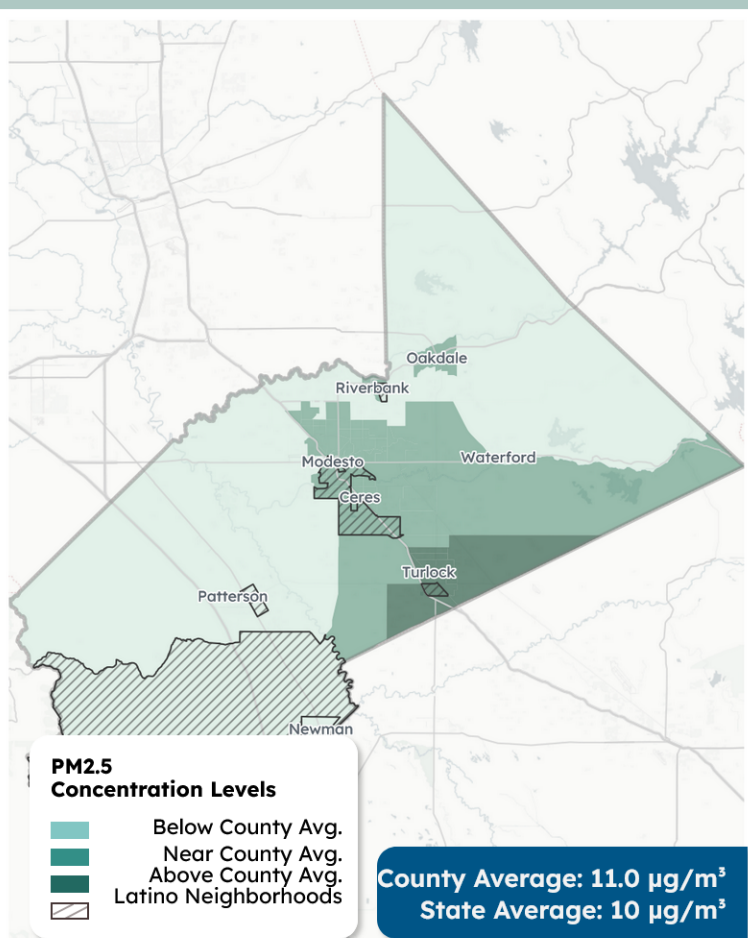 Oakdale
Riverbank
Modesto
Waterford
Ceres
Turlock
Patterson
Newman
PM2.5
Concentration Levels
Below County Avg.
Near County Avg.
Above County Avg.
Latino Neighborhoods
County Average: 11.0 µg/m³
State Average: 10 µg/m³